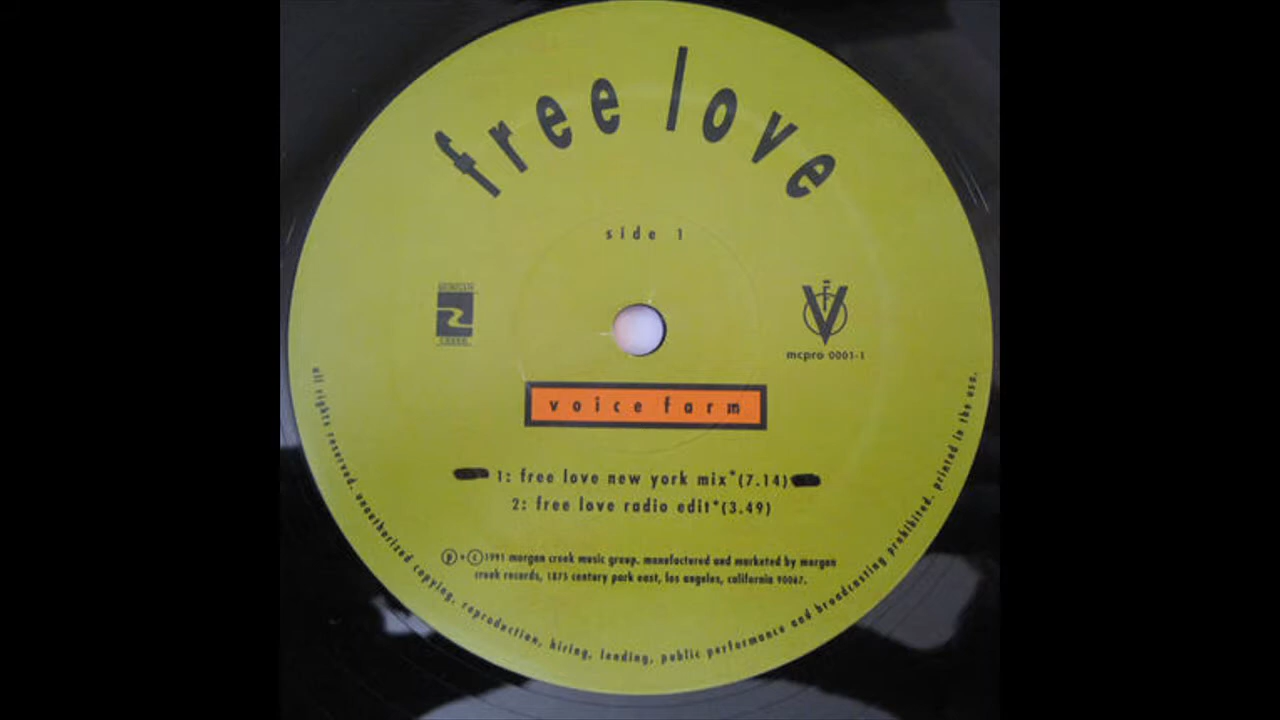 free love
side 1
MORGAN
CREEK
VF
mcpro 0001-1
voice farm
1: free love new york mix*(7.14)
2: free love radio edit*(3.49)
℗+©1991 morgan creek music group. manufactured and marketed by morgan
creek records, 1875 century park east, los angeles, california 90067.
all rights reserved. unauthorized copying, reproduction, hiring, lending, public performance and broadcasting prohibited. printed in the usa.